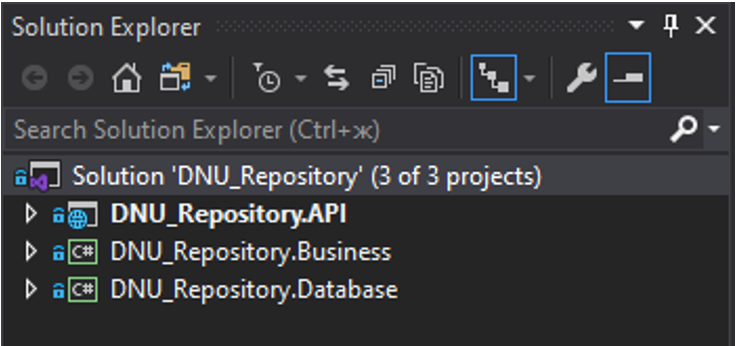 Solution Explorer
Search Solution Explorer (Ctrl+ж)
Solution 'DNU_Repository' (3 of 3 projects)
DNU_Repository.API
C# DNU_Repository.Business
C# DNU_Repository.Database